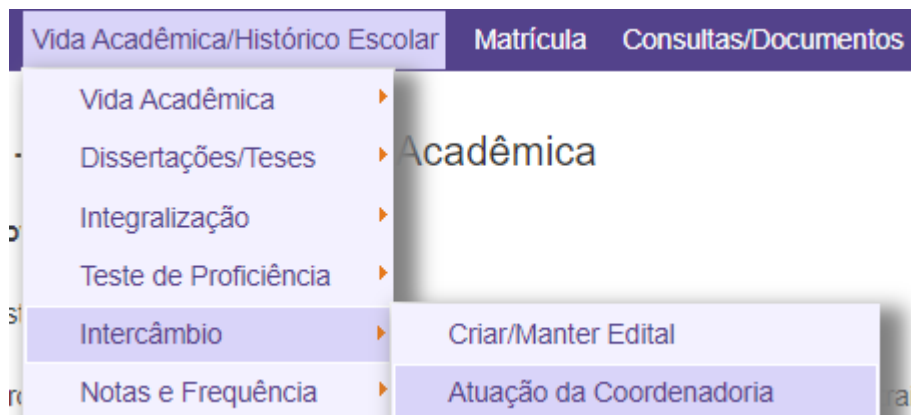 Vida Acadêmica/Histórico Escolar Matrícula Consultas/Documentos
Vida Acadêmica
Acadêmica
Dissertações/Teses
Integralização
Teste de Proficiência
Intercâmbio
Criar/Manter Edital
Notas e Frequência
Atuação da Coordenadoria